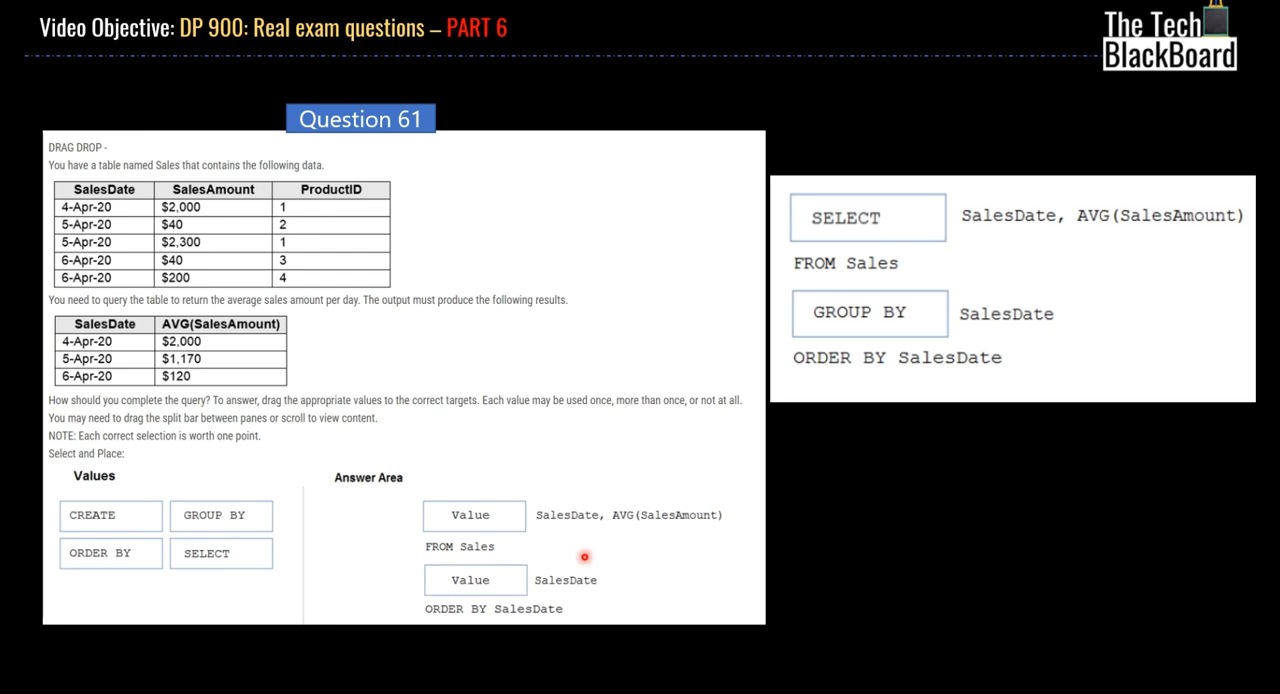 Video Objective: DP 900: Real exam questions – PART 6
The Tech
BlackBoard
Question 61
DRAG DROP -
You have a table named Sales that contains the following data.
SalesDate SalesAmount ProductID
4-Apr-20 $2,000 1
5-Apr-20 $40 2
5-Apr-20 $2,300 1
6-Apr-20 $40 3
6-Apr-20 $200 4
You need to query the table to return the average sales amount per day. The output must produce the following results.
SalesDate AVG(SalesAmount)
4-Apr-20 $2,000
5-Apr-20 $1,170
6-Apr-20 $120
How should you complete the query? To answer, drag the appropriate values to the correct targets. Each value may be used once, more than once, or not at all.
You may need to drag the split bar between panes or scroll to view content.
NOTE: Each correct selection is worth one point.
Select and Place:
Values
CREATE GROUP BY
ORDER BY SELECT
Answer Area
Value SalesDate, AVG(SalesAmount)
FROM Sales
Value SalesDate
ORDER BY SalesDate
SELECT SalesDate, AVG(SalesAmount)
FROM Sales
GROUP BY SalesDate
ORDER BY SalesDate